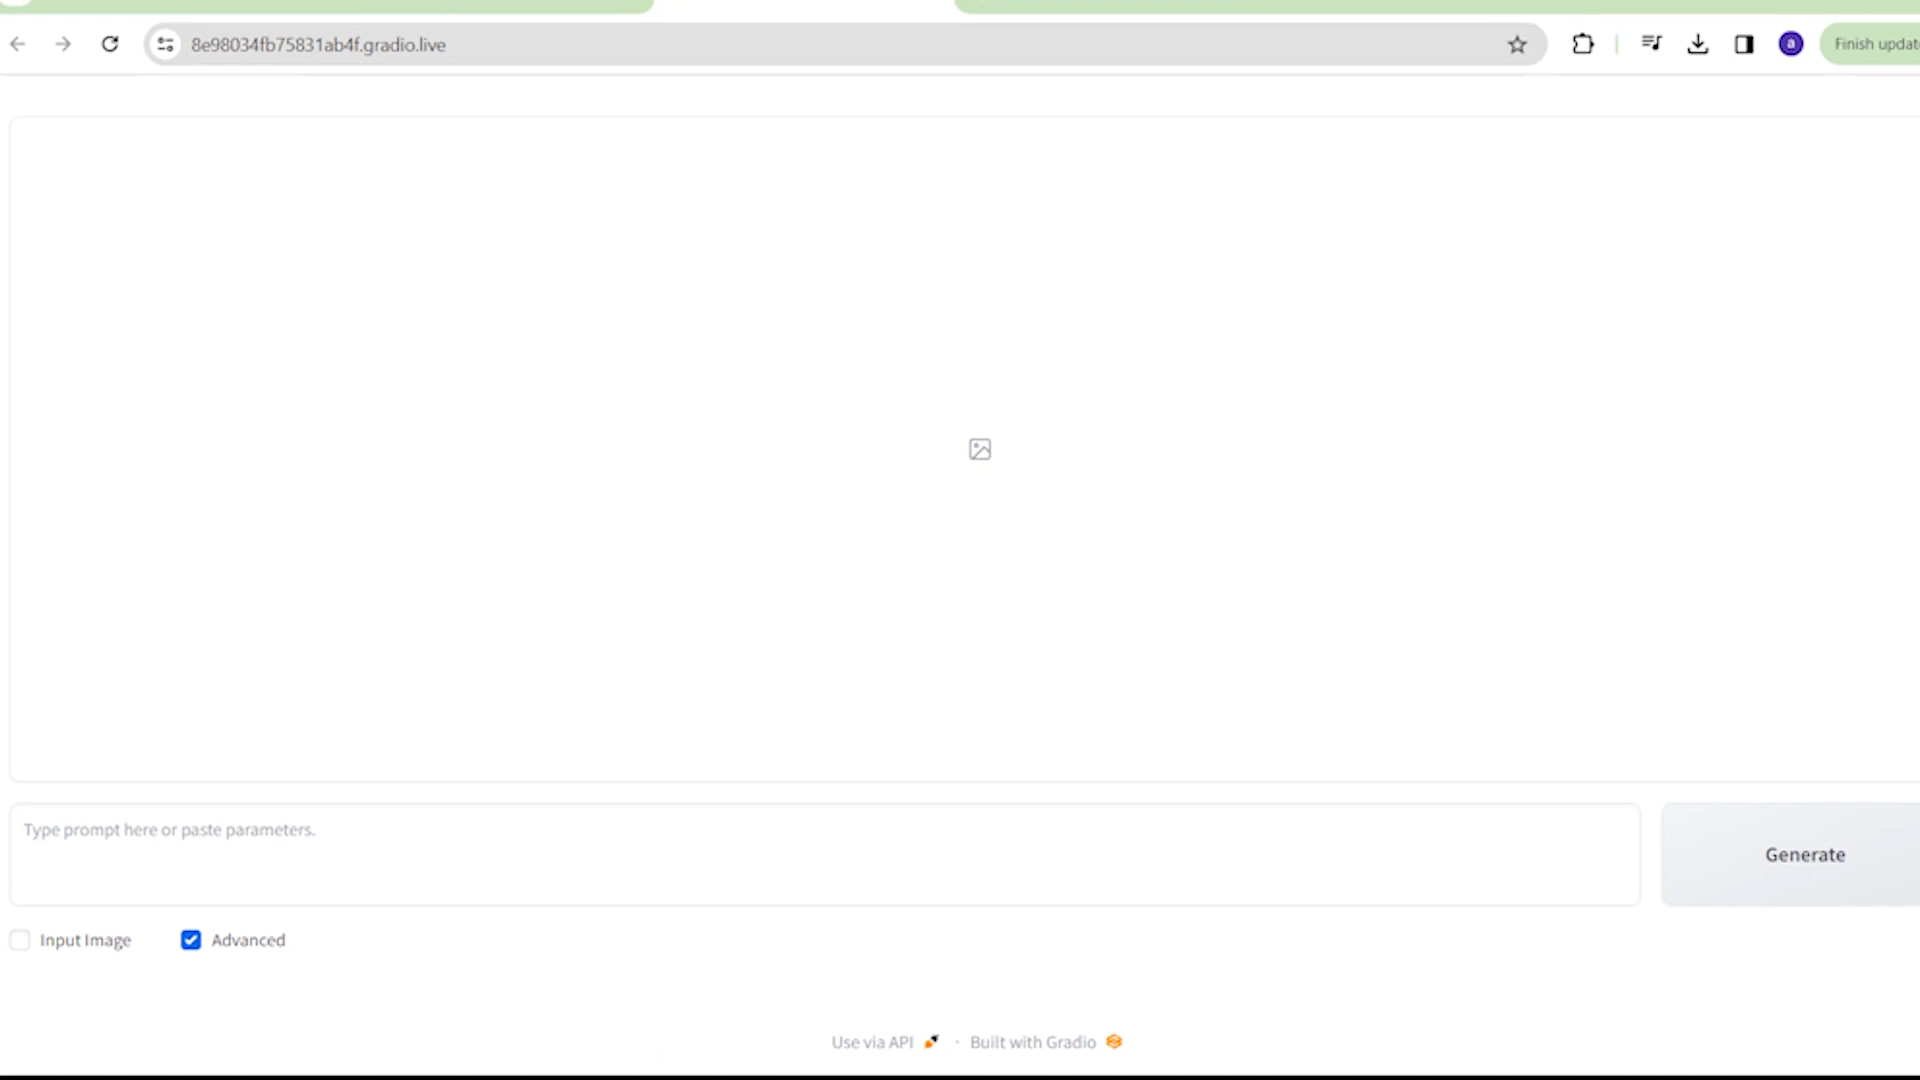 8e98034fb75831ab4f.gradio.live
a
Finish updat
Type prompt here or paste parameters.
Generate
Input Image
Advanced
Use via API · Built with Gradio